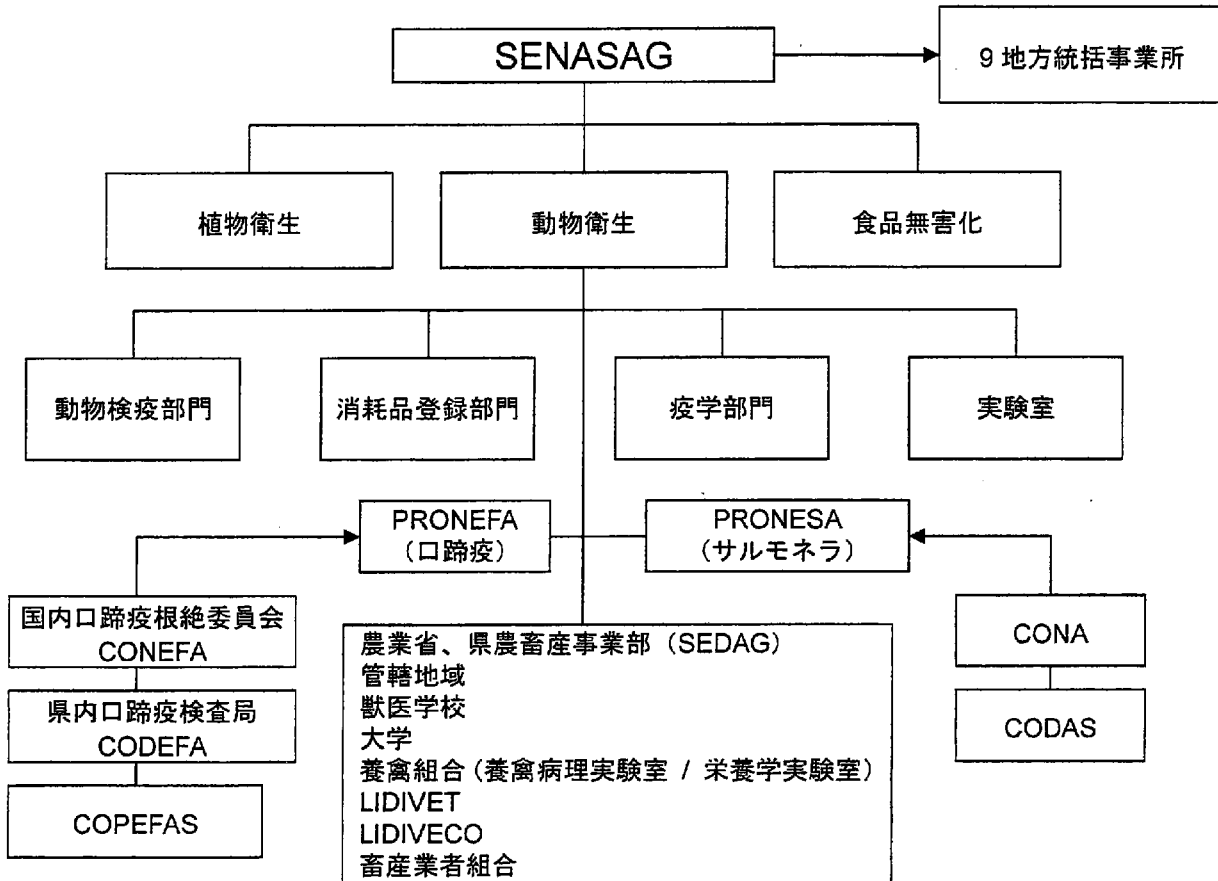 SENASAG
9 地方統括事業所
植物衛生
動物衛生
食品無害化
動物検疫部門
消耗品登録部門
疫学部門
実験室
PRONEFA
(口蹄疫)
PRONESA
(サルモネラ)
国内口蹄疫根絶委員会
CONEFA
県内口蹄疫検査局
CODEFA
COPEFAS
農業省、県農畜産事業部(SEDAG)
管轄地域
獣医学校
大学
養禽組合(養禽病理実験室 / 栄養学実験室)
LIDIVET
LIDIVECO
畜産業者組合
CONA
CODAS